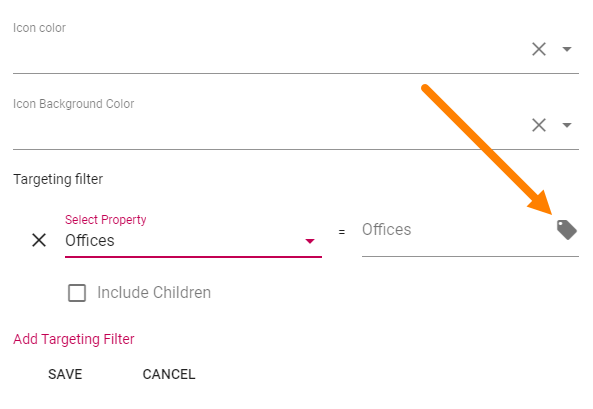 Icon color
Icon Background Color
Targeting filter
Select Property
Offices = Offices
Include Children
Add Targeting Filter
SAVE CANCEL